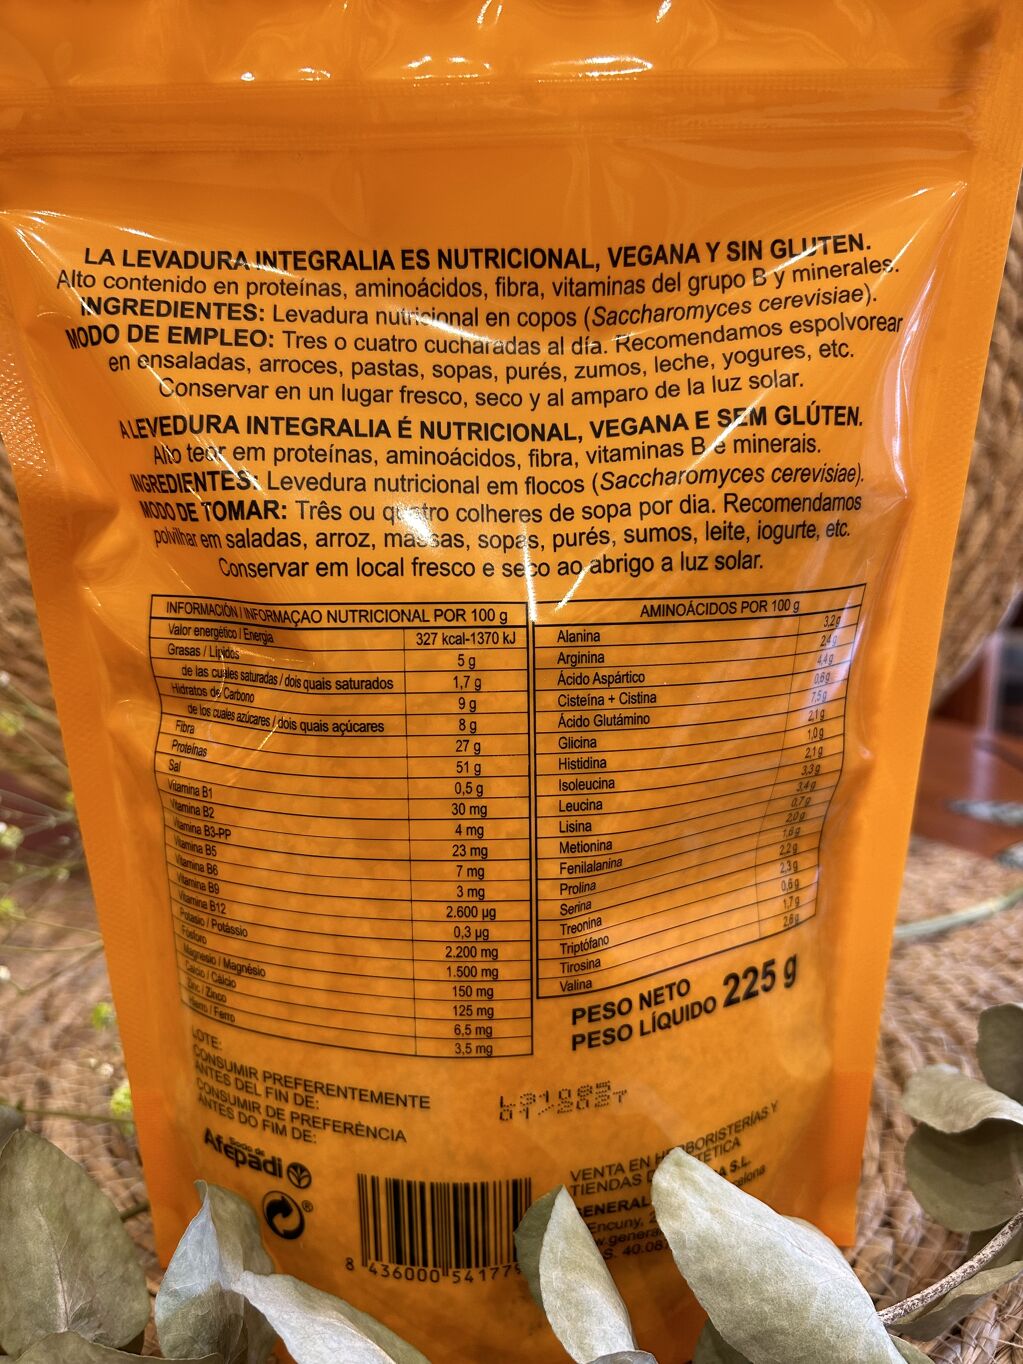 LA LEVADURA INTEGRALIA ES NUTRICIONAL, VEGANA Y SIN GLUTEN.
Alto contenido en proteínas, aminoácidos, fibra, vitaminas del grupo B y minerales.
INGREDIENTES: Levadura nutricional en copos (Saccharomyces cerevisiae).
MODO DE EMPLEO: Tres o cuatro cucharadas al día. Recomendamos espolvorear
en ensaladas, arroces, pastas, sopas, purés, zumos, leche, yogures, etc.
Conservar en un lugar fresco, seco y al amparo de la luz solar.
A LEVEDURA INTEGRALIA É NUTRICIONAL, VEGANA E SEM GLÚTEN.
Alto teor em proteínas, aminoácidos, fibra, vitaminas B e minerais.
INGREDIENTES: Levedura nutricional em flocos (Saccharomyces cerevisiae).
MODO DE TOMAR: Três ou quatro colheres de sopa por dia. Recomendamos
polvilhar em saladas, arroz, massas, sopas, purés, sumos, leite, iogurte, etc.
Conservar em local fresco e seco ao abrigo a luz solar.
INFORMACIÓN / INFORMAÇAO NUTRICIONAL POR 100 g
Valor energético / Energia 327 kcal-1370 kJ
Grasas / Lípidos 5 g
de las cuales saturadas / dois quais saturados 1,7 g
Hidratos de Carbono 9 g
de los cuales azúcares / dois quais açúcares 8 g
Fibra 27 g
Proteínas 51 g
Sal 0,5 g
Vitamina B1 30 mg
Vitamina B2 4 mg
Vitamina B3-PP 23 mg
Vitamina B5 7 mg
Vitamina B6 3 mg
Vitamina B9 2.600 µg
Vitamina B12 0,3 µg
Potasio / Potássio 2.200 mg
Fósforo 1.500 mg
Magnesio / Magnésio 150 mg
Calcio / Cálcio 125 mg
Zinc / Zinco 6,5 mg
Hierro / Ferro 3,5 mg
AMINOÁCIDOS POR 100 g
Alanina 3,2 g
Arginina 2,4 g
Ácido Aspártico 4,4 g
Cisteína + Cistina 0,6 g
Ácido Glutámino 7,5 g
Glicina 2,1 g
Histidina 1,0 g
Isoleucina 2,1 g
Leucina 3,3 g
Lisina 3,4 g
Metionina 0,7 g
Fenilalanina 2,0 g
Prolina 1,6 g
Serina 2,2 g
Treonina 2,3 g
Triptófano 0,6 g
Tirosina 1,7 g
Valina 2,6 g
PESO NETO
PESO LÍQUIDO 225 g
LOTE:
CONSUMIR PREFERENTEMENTE
ANTES DEL FIN DE:
CONSUMIR DE PREFERÊNCIA
ANTES DO FIM DE:
L31083
01-2027
Socio de
Afepadi
VENTA EN HERBORISTERÍAS Y
TIENDAS
S.L.
Encuny,
S. 40.08
8 436000 54177